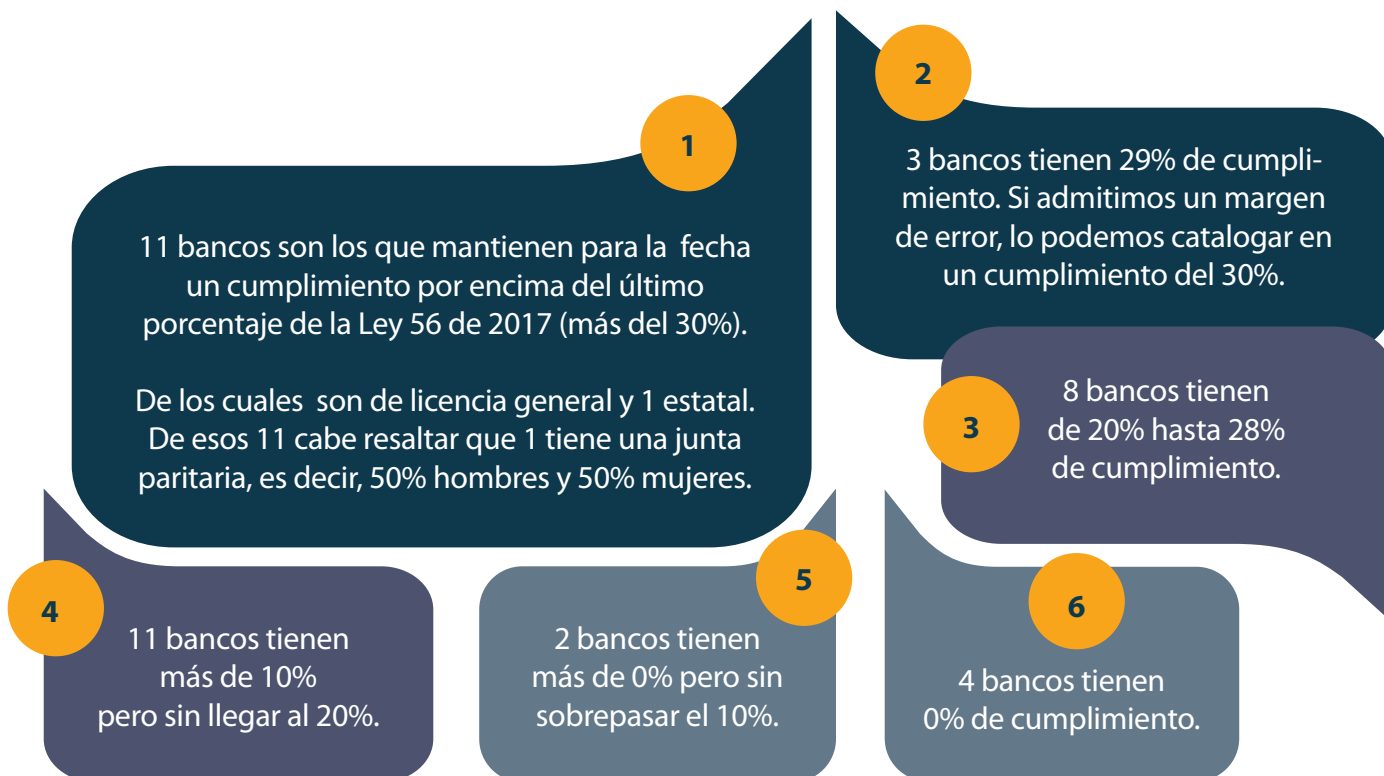 1
11 bancos son los que mantienen para la fecha
un cumplimiento por encima del último
porcentaje de la Ley 56 de 2017 (más del 30%).
De los cuales son de licencia general y 1 estatal.
De esos 11 cabe resaltar que 1 tiene una junta
paritaria, es decir, 50% hombres y 50% mujeres.
2
3 bancos tienen 29% de cumpli-
miento. Si admitimos un margen
de error, lo podemos catalogar en
un cumplimiento del 30%.
3
8 bancos tienen
de 20% hasta 28%
de cumplimiento.
4
11 bancos tienen
más de 10%
pero sin llegar al 20%.
5
2 bancos tienen
más de 0% pero sin
sobrepasar el 10%.
6
4 bancos tienen
0% de cumplimiento.